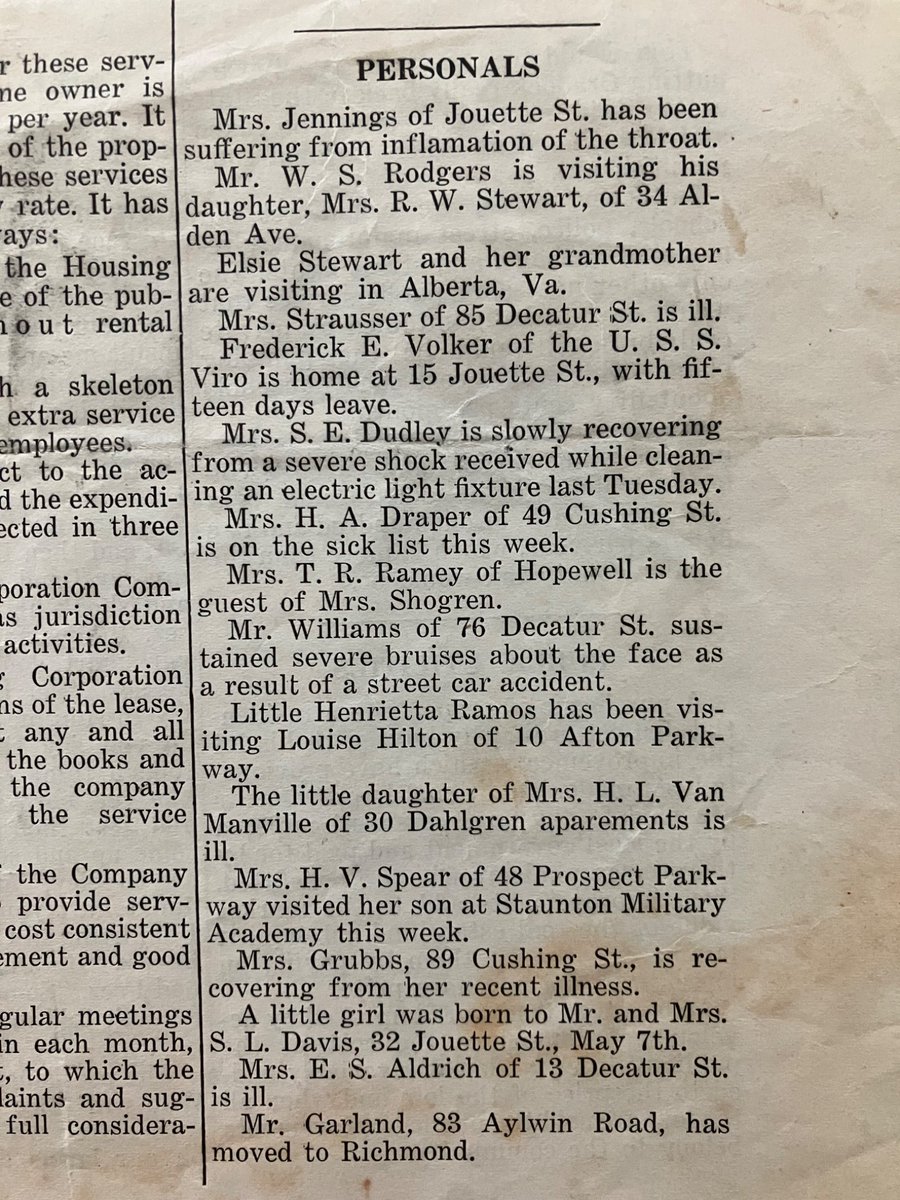 r these serv-
me owner is
per year. It
of the prop-
hese services
y rate. It has
ays:
the Housing
e of the pub-
hout rental
h a skeleton
extra service
employees.
ct to the ac-
d the expendi-
ected in three
poration Com-
as jurisdiction
activities.
g Corporation
ns of the lease,
t any and all
the books and
the company
the service
f the Company
o provide serv-
cost consistent
ement and good
gular meetings
in each month,
t, to which the
laints and sug-
full considera-
PERSONALS
Mrs. Jennings of Jouette St. has been
suffering from inflamation of the throat.
Mr. W. S. Rodgers is visiting his
daughter, Mrs. R. W. Stewart, of 34 Al-
den Ave.
Elsie Stewart and her grandmother
are visiting in Alberta, Va.
Mrs. Strausser of 85 Decatur St. is ill.
Frederick E. Volker of the U. S. S.
Viro is home at 15 Jouette St., with fif-
teen days leave.
Mrs. S. E. Dudley is slowly recovering
from a severe shock received while clean-
ing an electric light fixture last Tuesday.
Mrs. H. A. Draper of 49 Cushing St.
is on the sick list this week.
Mrs. T. R. Ramey of Hopewell is the
guest of Mrs. Shogren.
Mr. Williams of 76 Decatur St. sus-
tained severe bruises about the face as
a result of a street car accident.
Little Henrietta Ramos has been vis-
iting Louise Hilton of 10 Afton Park-
way.
The little daughter of Mrs. H. L. Van
Manville of 30 Dahlgren aparements is
ill.
Mrs. H. V. Spear of 48 Prospect Park-
way visited her son at Staunton Military
Academy this week.
Mrs. Grubbs, 89 Cushing St., is re-
covering from her recent illness.
A little girl was born to Mr. and Mrs.
S. L. Davis, 32 Jouette St., May 7th.
Mrs. E. S. Aldrich of 13 Decatur St.
is ill.
Mr. Garland, 83 Aylwin Road, has
moved to Richmond.